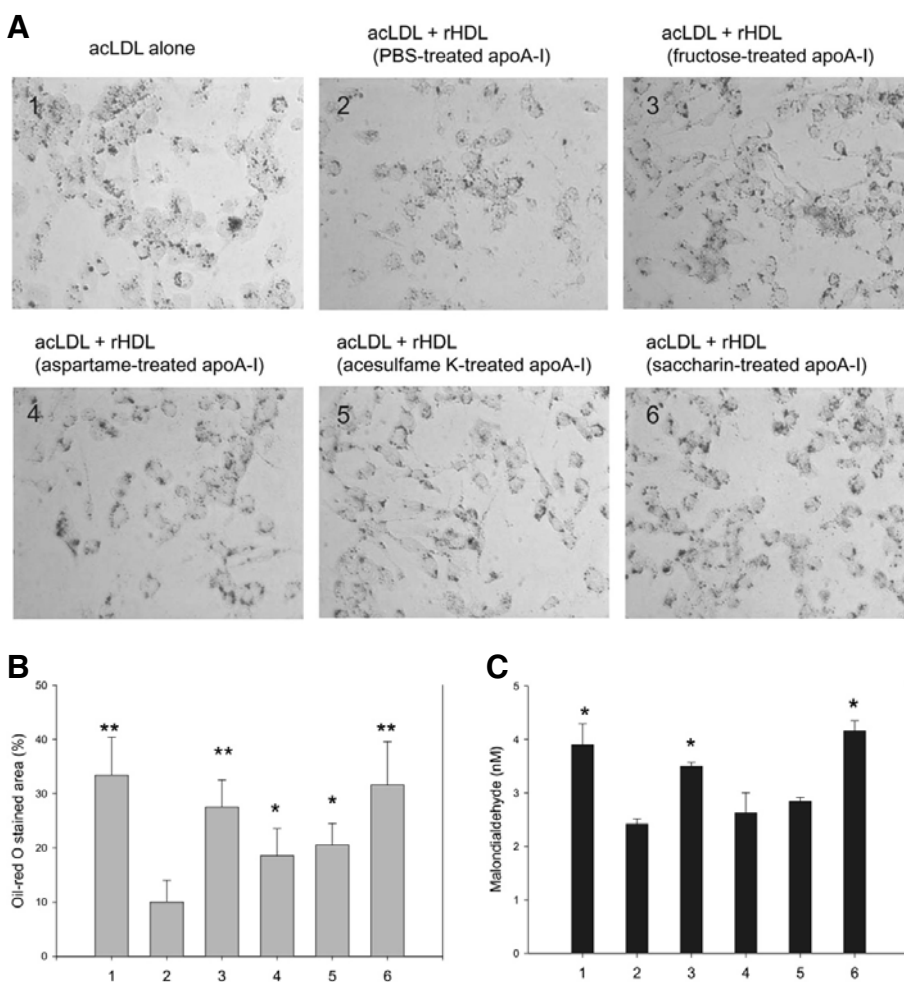 A
acLDL alone
acLDL + rHDL
(PBS-treated apoA-I)
acLDL + rHDL
(fructose-treated apoA-I)
1
2
3
acLDL + rHDL
(aspartame-treated apoA-I)
acLDL + rHDL
(acesulfame K-treated apoA-I)
acLDL + rHDL
(saccharin-treated apoA-I)
4
5
6
B
Oil-red O stained area (%)
50
40
30
20
10
0
**
**
*
*
**
1 2 3 4 5 6
C
Malondialdehyde (nM)
5
4
3
2
1
0
*
*
*
1 2 3 4 5 6